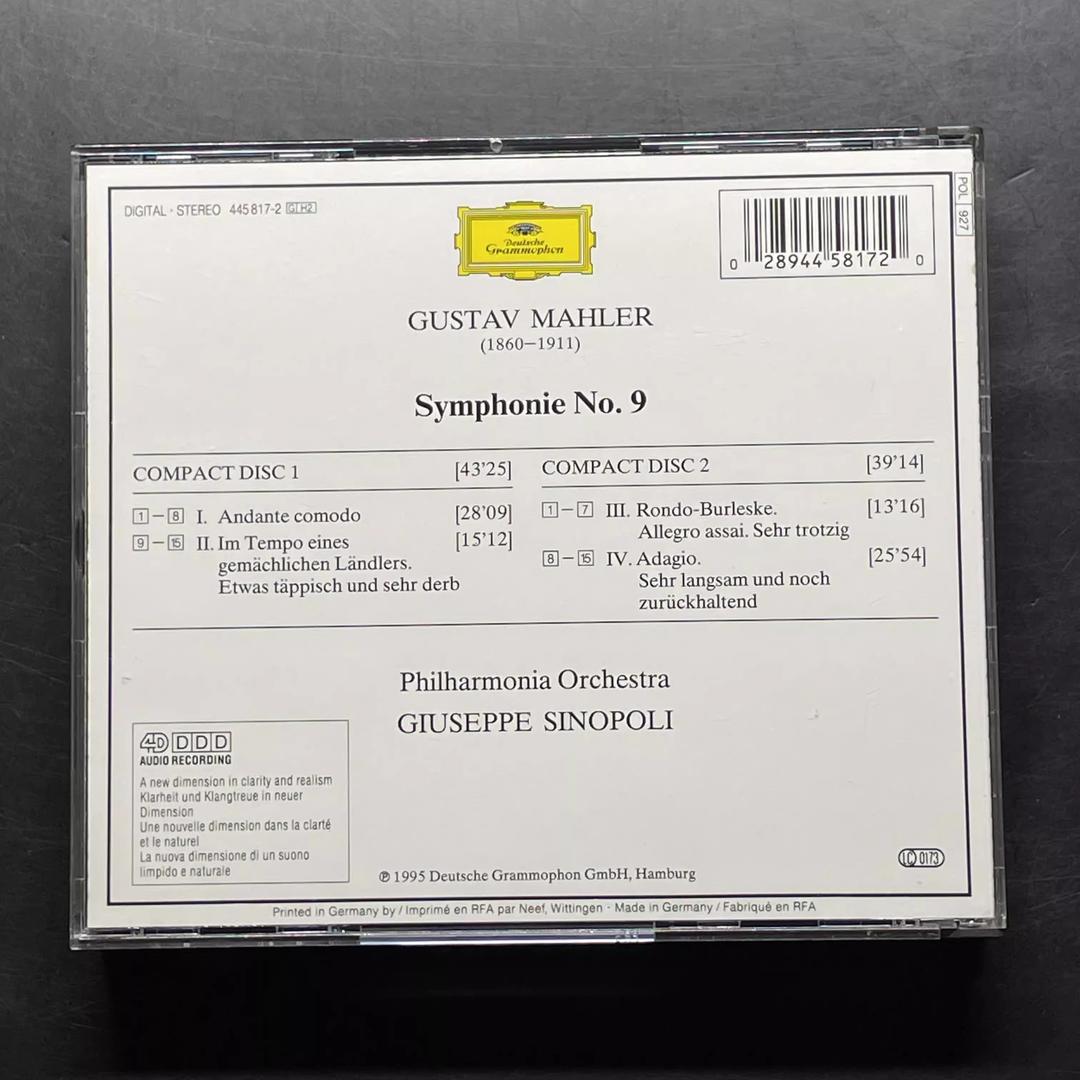 DIGITAL · STEREO 445 817-2 GH2
Deutsche
Grammophon
0 28944 58172 0
POL 927
GUSTAV MAHLER
(1860–1911)
Symphonie No. 9
COMPACT DISC 1 [43'25]
1–8 I. Andante comodo [28'09]
9–15 II. Im Tempo eines [15'12]
gemächlichen Ländlers.
Etwas täppisch und sehr derb
COMPACT DISC 2 [39'14]
1–7 III. Rondo-Burleske. [13'16]
Allegro assai. Sehr trotzig
8–15 IV. Adagio. [25'54]
Sehr langsam und noch
zurückhaltend
Philharmonia Orchestra
GIUSEPPE SINOPOLI
4D DDD
AUDIO RECORDING
A new dimension in clarity and realism
Klarheit und Klangtreue in neuer
Dimension
Une nouvelle dimension dans la clarté
et le naturel
La nuova dimensione di un suono
limpido e naturale
℗ 1995 Deutsche Grammophon GmbH, Hamburg
LC 0173
Printed in Germany by / Imprimé en RFA par Neef, Wittingen · Made in Germany / Fabriqué en RFA